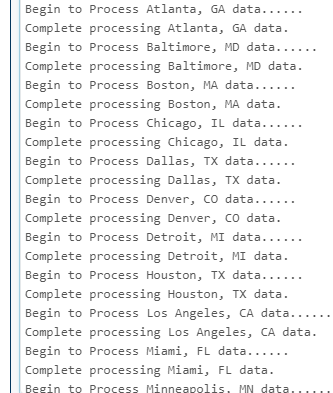 Begin to Process Atlanta, GA data......
Complete processing Atlanta, GA data.
Begin to Process Baltimore, MD data......
Complete processing Baltimore, MD data.
Begin to Process Boston, MA data......
Complete processing Boston, MA data.
Begin to Process Chicago, IL data......
Complete processing Chicago, IL data.
Begin to Process Dallas, TX data......
Complete processing Dallas, TX data.
Begin to Process Denver, CO data......
Complete processing Denver, CO data.
Begin to Process Detroit, MI data......
Complete processing Detroit, MI data.
Begin to Process Houston, TX data......
Complete processing Houston, TX data.
Begin to Process Los Angeles, CA data......
Complete processing Los Angeles, CA data.
Begin to Process Miami, FL data......
Complete processing Miami, FL data.
Begin to Process Minneapolis, MN data......